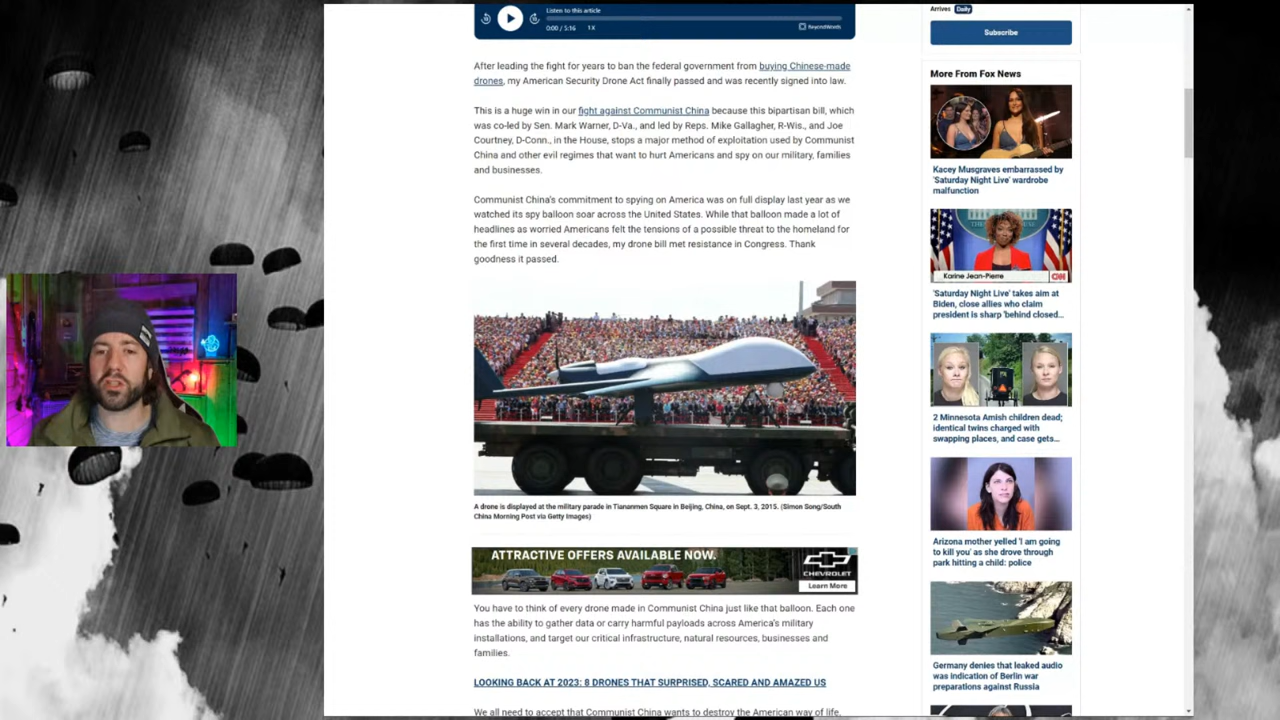 Listen to this article
0:00 / 5:16 1X
BeyondWords
After leading the fight for years to ban the federal government from buying Chinese-made
drones, my American Security Drone Act finally passed and was recently signed into law.
This is a huge win in our fight against Communist China because this bipartisan bill, which
was co-led by Sen. Mark Warner, D-Va., and led by Reps. Mike Gallagher, R-Wis., and Joe
Courtney, D-Conn., in the House, stops a major method of exploitation used by Communist
China and other evil regimes that want to hurt Americans and spy on our military, families
and businesses.
Communist China's commitment to spying on America was on full display last year as we
watched its spy balloon soar across the United States. While that balloon made a lot of
headlines as worried Americans felt the tensions of a possible threat to the homeland for
the first time in several decades, my drone bill met resistance in Congress. Thank
goodness it passed.
A drone is displayed at the military parade in Tiananmen Square in Beijing, China, on Sept. 3, 2015. (Simon Song/South
China Morning Post via Getty Images)
ATTRACTIVE OFFERS AVAILABLE NOW.
CHEVROLET
Learn More
You have to think of every drone made in Communist China just like that balloon. Each one
has the ability to gather data or carry harmful payloads across America's military
installations, and target our critical infrastructure, natural resources, businesses and
families.
LOOKING BACK AT 2023: 8 DRONES THAT SURPRISED, SCARED AND AMAZED US
We all need to accept that Communist China wants to destroy the American way of life.
Arrives Daily
Subscribe
More From Fox News
Kacey Musgraves embarrassed by
'Saturday Night Live' wardrobe
malfunction
Karine Jean-Pierre
CNN
'Saturday Night Live' takes aim at
Biden, close allies who claim
president is sharp 'behind closed...
2 Minnesota Amish children dead;
identical twins charged with
swapping places, and case gets...
Arizona mother yelled 'I am going
to kill you' as she drove through
park hitting a child: police
Germany denies that leaked audio
was indication of Berlin war
preparations against Russia